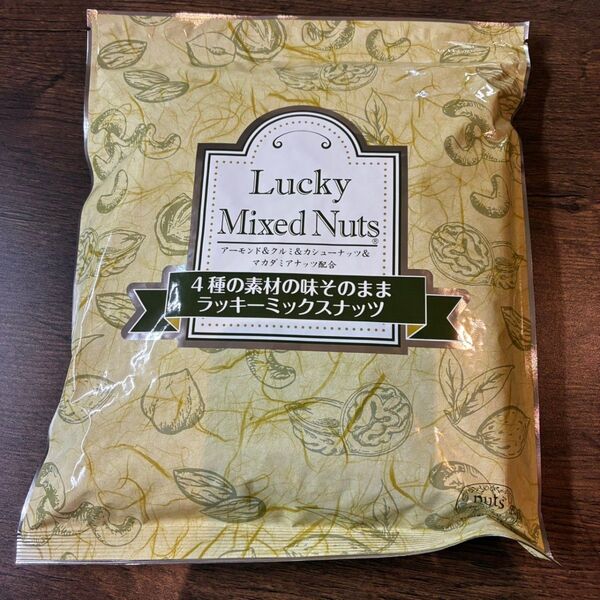 Lucky
Mixed Nuts®
アーモンド&クルミ&カシューナッツ&
マカダミアナッツ配合
4種の素材の味そのまま
ラッキーミックスナッツ
nuts